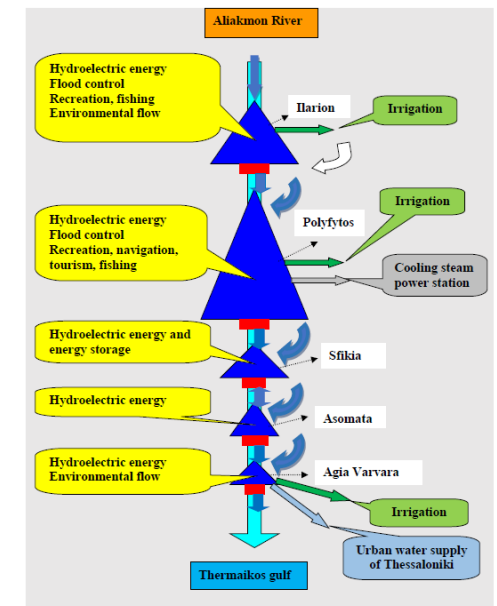 Aliakmon River
Hydroelectric energy
Flood control
Recreation, fishing
Environmental flow
Ilarion
Irrigation
Hydroelectric energy
Flood control
Recreation, navigation,
tourism, fishing
Polyfytos
Irrigation
Cooling steam
power station
Hydroelectric energy and
energy storage
Sfikia
Hydroelectric energy
Asomata
Hydroelectric energy
Environmental flow
Agia Varvara
Irrigation
Urban water supply
of Thessaloniki
Thermaikos gulf